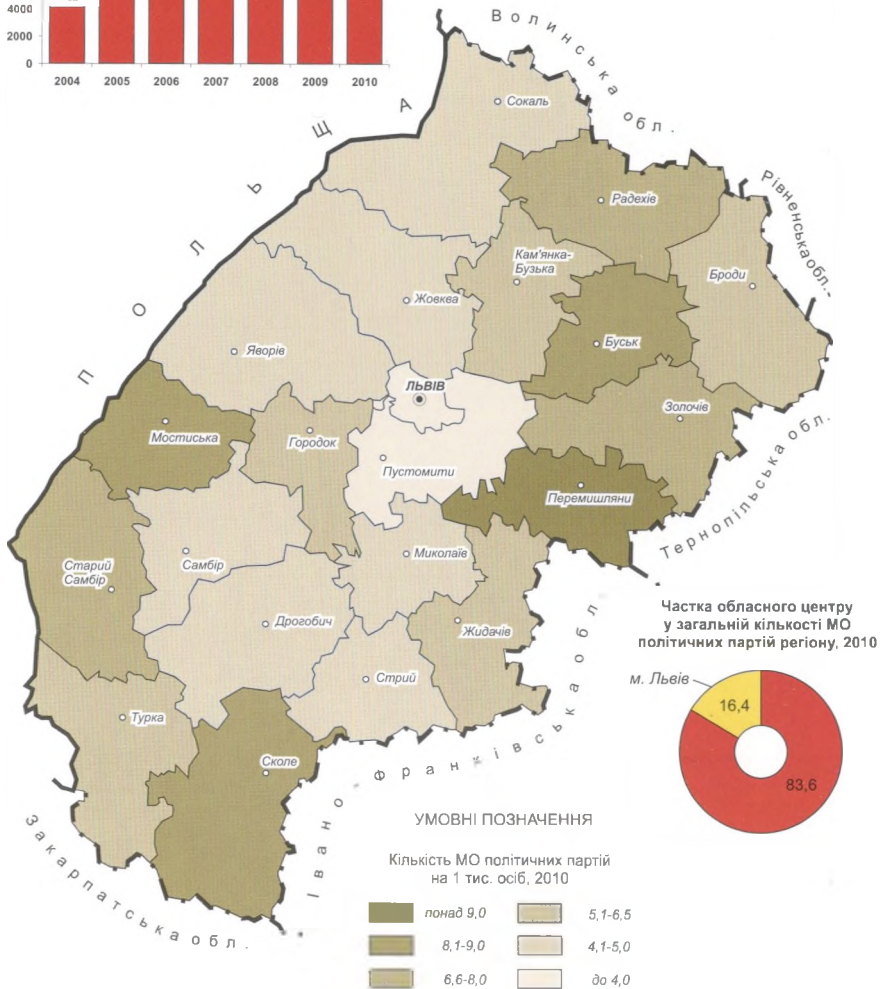 4000
2000
0
2004 2005 2006 2007 2008 2009 2010
Волинська обл.
ПОЛЬЩА
Рівненська обл.
Сокаль
Радехів
Кам'янка-
Бузька
Броди
Жовква
Яворів
Буськ
ЛЬВІВ
Золочів
Мостиська
Городок
Пустомити
Перемишляни
Тернопільська обл.
Старий
Самбір
Самбір
Миколаїв
Дрогобич
Жидачів
Стрий
Турка
Сколе
Івано-Франківська обл
Закарпатська обл.
Частка обласного центру
у загальній кількості МО
політичних партій регіону, 2010
м. Львів
16,4
83,6
УМОВНІ ПОЗНАЧЕННЯ
Кількість МО політичних партій
на 1 тис. осіб, 2010
понад 9,0 5,1-6,5
8,1-9,0 4,1-5,0
6,6-8,0 до 4,0